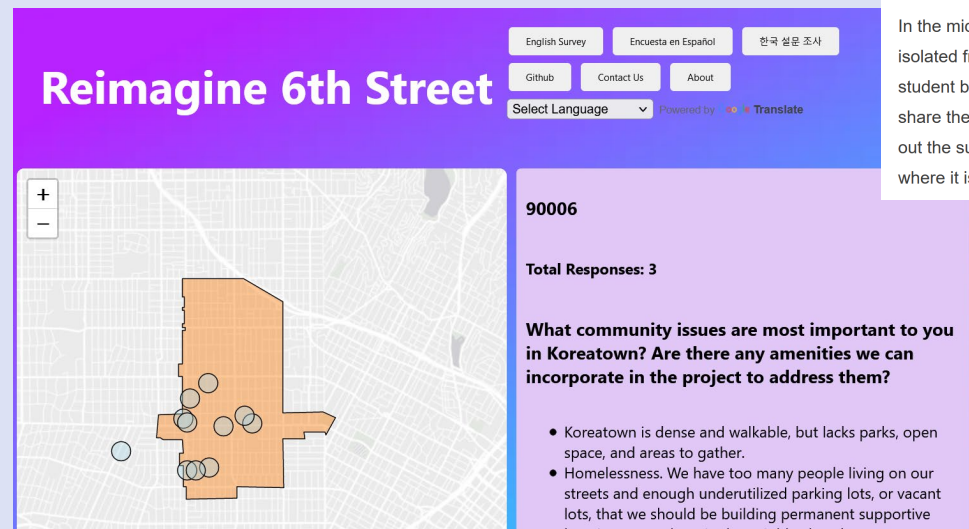 Reimagine 6th Street
English Survey
Encuesta en Español
한국 설문 조사
Github
Contact Us
About
Select Language
Powered by Translate
In the mid
isolated f
student b
share the
out the su
where it is
+
−
90006
Total Responses: 3
What community issues are most important to you
in Koreatown? Are there any amenities we can
incorporate in the project to address them?
• Koreatown is dense and walkable, but lacks parks, open
space, and areas to gather.
• Homelessness. We have too many people living on our
streets and enough underutilized parking lots, or vacant
lots, that we should be building permanent supportive